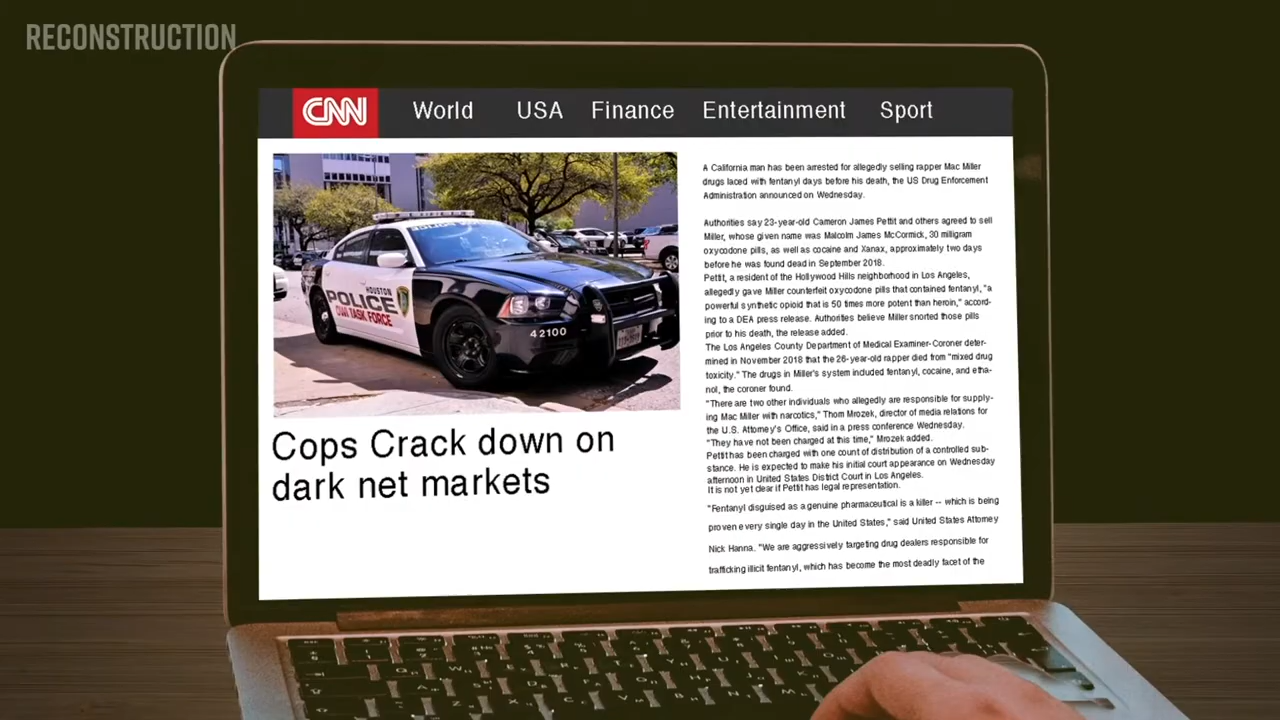 RECONSTRUCTION
CNN
World USA Finance Entertainment Sport
HOUSTON
POLICE
TASK FORCE
42100
Cops Crack down on
dark net markets
A California man has been arrested for allegedly selling rapper Mac Miller
drugs laced with fentanyl days before his death, the US Drug Enforcement
Administration announced on Wednesday.
Authorities say 23-year-old Cameron James Pettit and others agreed to sell
Miller, whose given name was Malcolm James McCormick, 30 milligram
oxycodone pills, as well as cocaine and Xanax, approximately two days
before he was found dead in September 2018.
Pettit, a resident of the Hollywood Hills neighborhood in Los Angeles,
allegedly gave Miller counterfeit oxycodone pills that contained fentanyl, "a
powerful synthetic opioid that is 50 times more potent than heroin," accord-
ing to a DEA press release. Authorities believe Miller snorted those pills
prior to his death, the release added.
The Los Angeles County Department of Medical Examiner-Coroner deter-
mined in November 2018 that the 26-year-old rapper died from "mixed drug
toxicity." The drugs in Miller's system included fentanyl, cocaine, and etha-
nol, the coroner found.
"There are two other individuals who allegedly are responsible for supply-
ing Mac Miller with narcotics," Thom Mrozek, director of media relations for
the U.S. Attorney's Office, said in a press conference Wednesday.
"They have not been charged at this time," Mrozek added.
Pettit has been charged with one count of distribution of a controlled sub-
stance. He is expected to make his initial court appearance on Wednesday
afternoon in United States District Court in Los Angeles.
It is not yet clear if Pettit has legal representation.
"Fentanyl disguised as a genuine pharmaceutical is a killer -- which is being
proven every single day in the United States," said United States Attorney
Nick Hanna. "We are aggressively targeting drug dealers responsible for
trafficking illicit fentanyl, which has become the most deadly facet of the